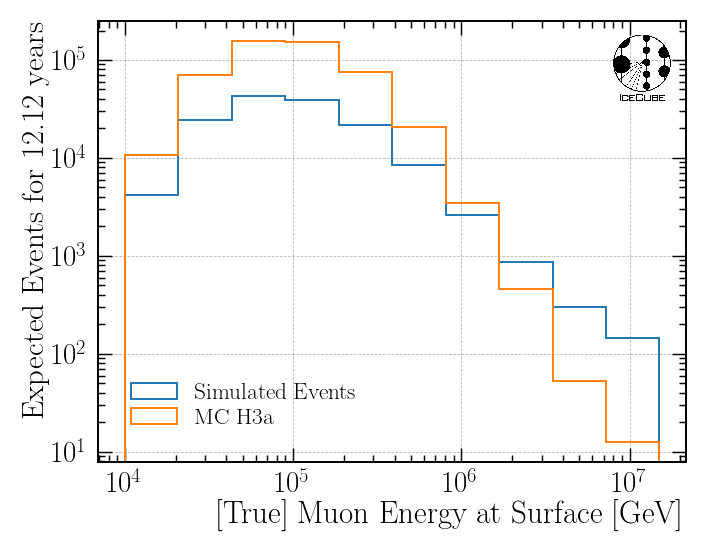 Expected Events for 12.12 years
10^5
10^4
10^3
10^2
10^1
ICECUBE
Simulated Events
MC H3a
10^4 10^5 10^6 10^7
[True] Muon Energy at Surface [GeV]